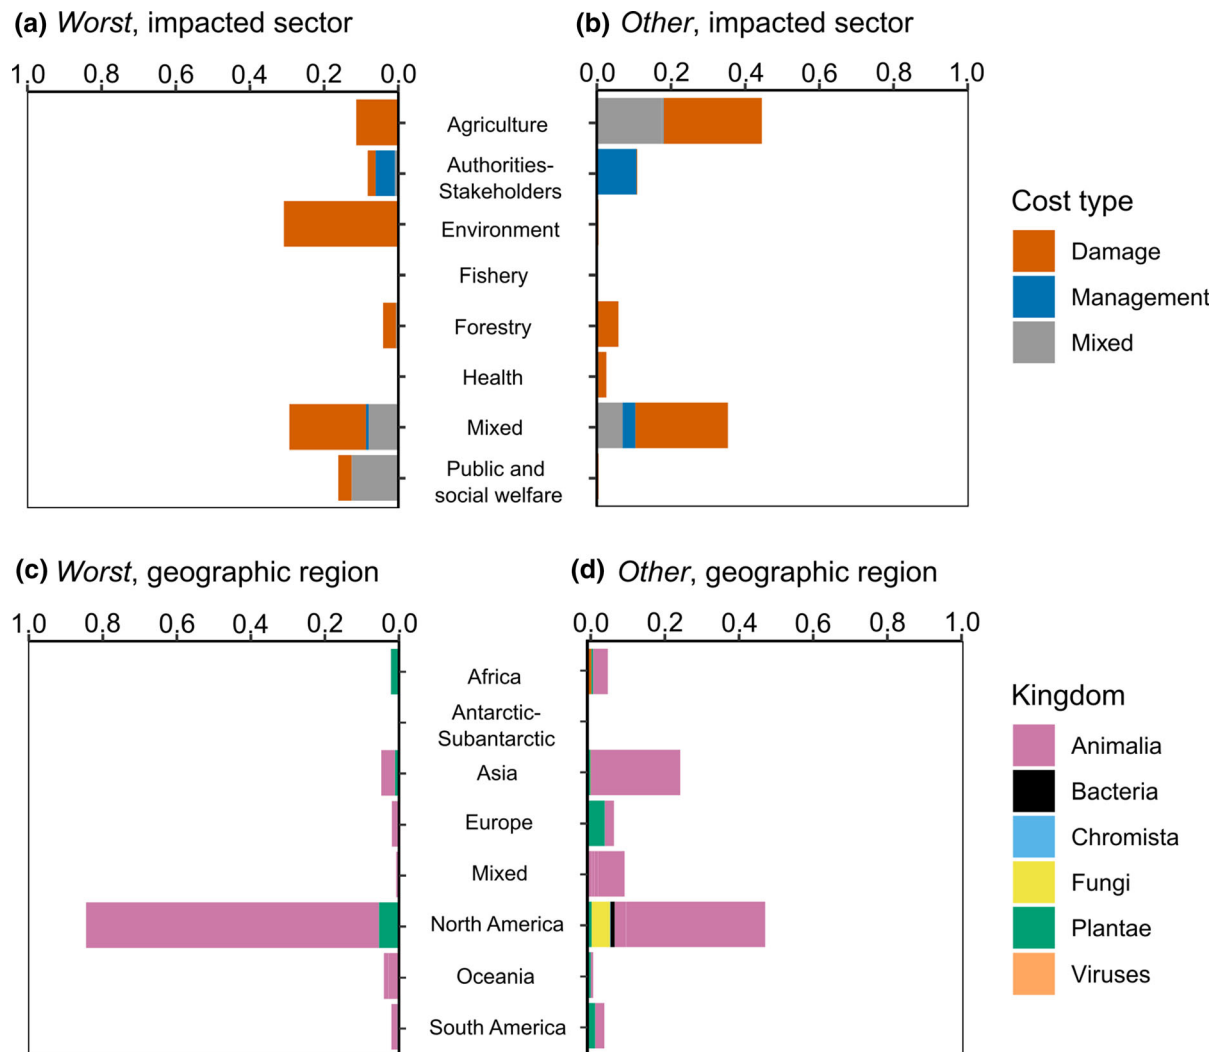 (a) Worst, impacted sector
(b) Other, impacted sector
1.0 0.8 0.6 0.4 0.2 0.0
0.0 0.2 0.4 0.6 0.8 1.0
Agriculture
Authorities-
Stakeholders
Environment
Fishery
Forestry
Health
Mixed
Public and
social welfare
Cost type
Damage
Management
Mixed
(c) Worst, geographic region
(d) Other, geographic region
1.0 0.8 0.6 0.4 0.2 0.0
0.0 0.2 0.4 0.6 0.8 1.0
Africa
Antarctic-
Subantarctic
Asia
Europe
Mixed
North America
Oceania
South America
Kingdom
Animalia
Bacteria
Chromista
Fungi
Plantae
Viruses